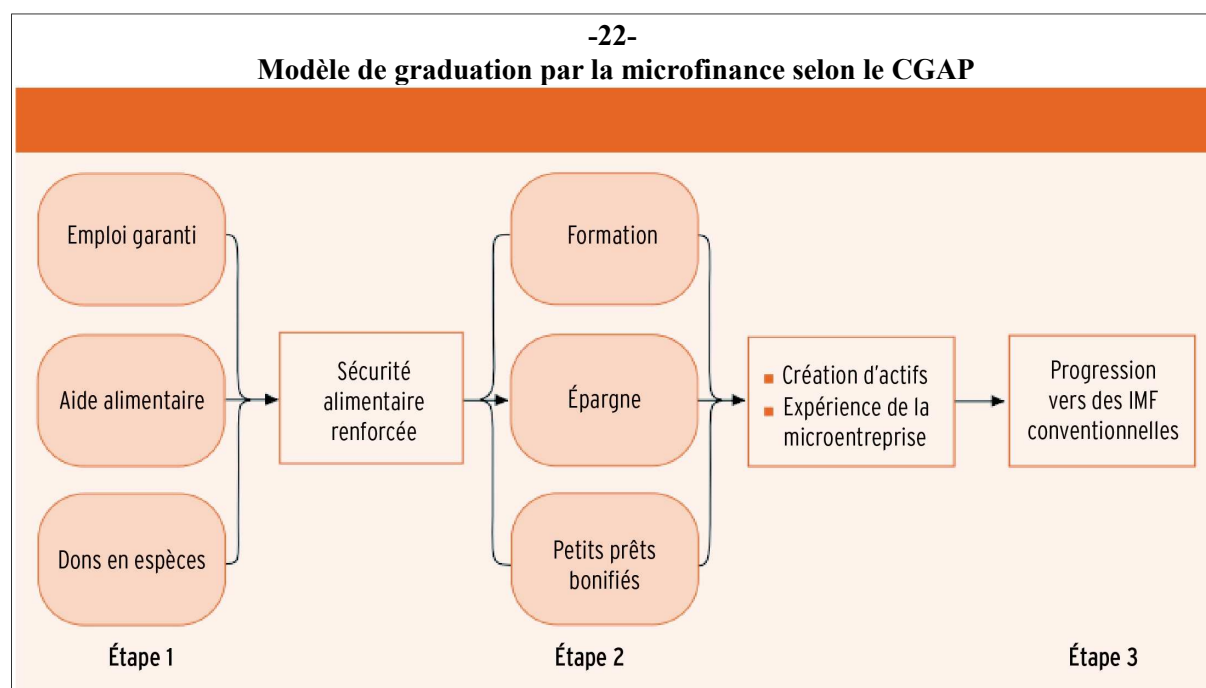 -22-
Modèle de graduation par la microfinance selon le CGAP
Emploi garanti
Aide alimentaire
Dons en espèces
Sécurité
alimentaire
renforcée
Formation
Épargne
Petits prêts
bonifiés
Création d'actifs
Expérience de la
microentreprise
Progression
vers des IMF
conventionnelles
Étape 1
Étape 2
Étape 3